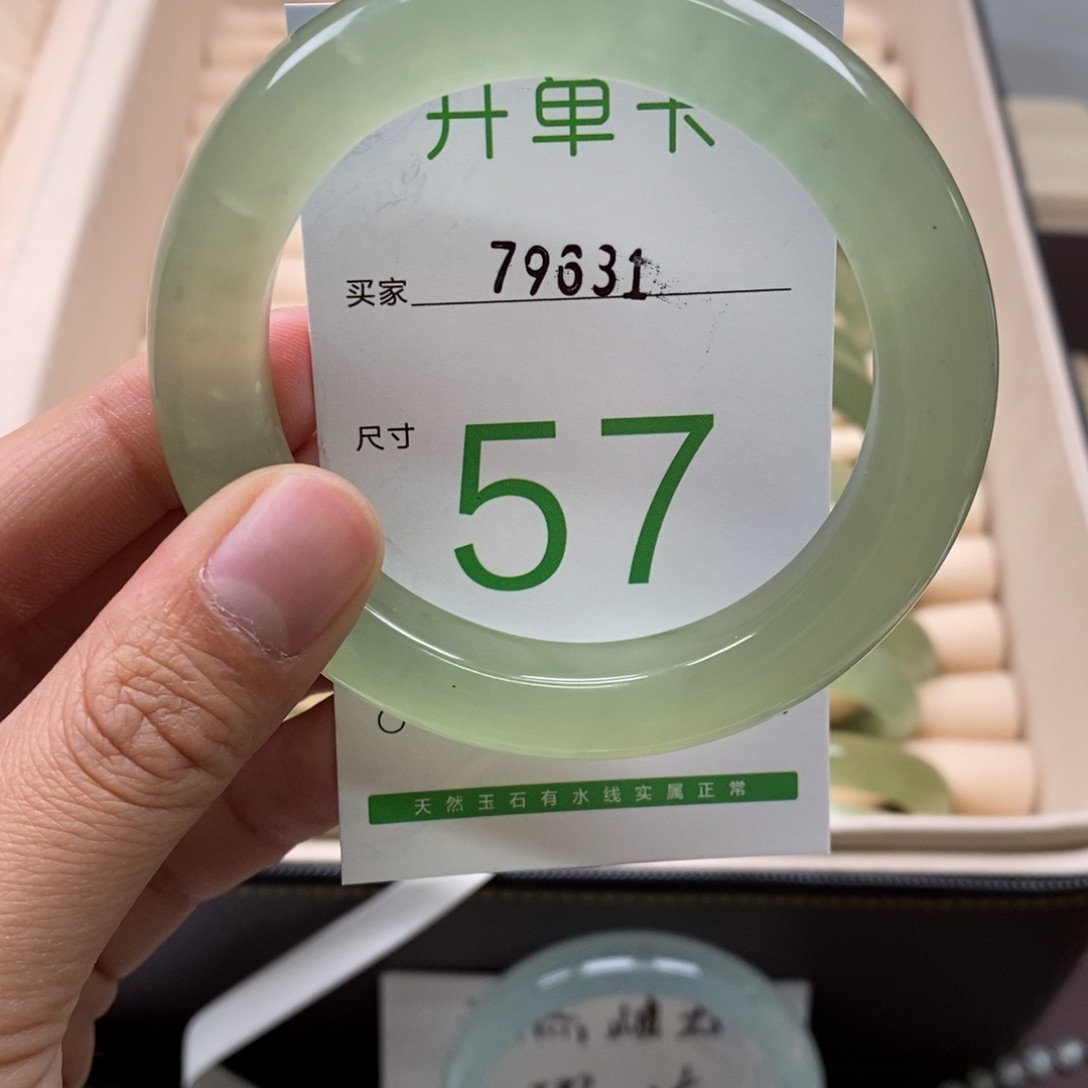 开单卡
买家 79631
尺寸 57
天然玉石有水线实属正常